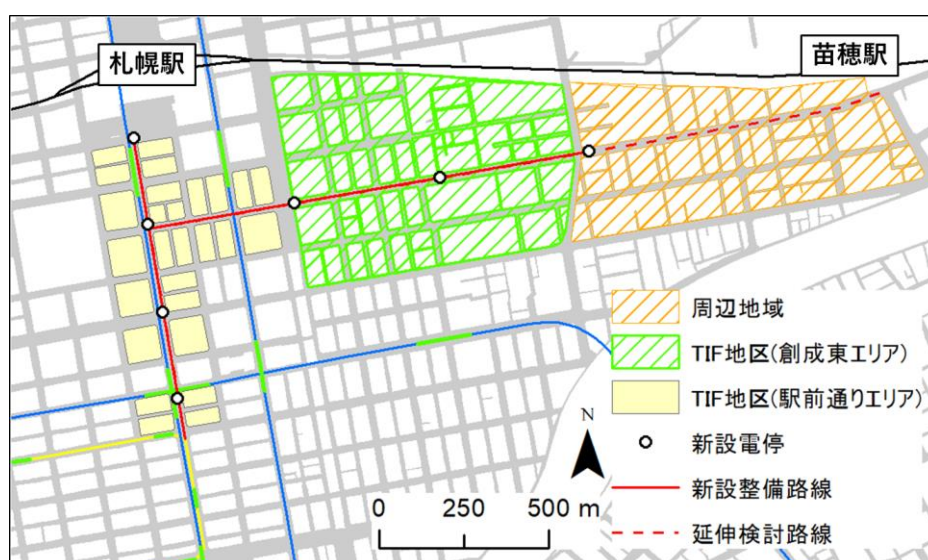 札幌駅
苗穂駅
周辺地域
TIF地区(創成東エリア)
TIF地区(駅前通りエリア)
新設電停
新設整備路線
延伸検討路線
N
0 250 500 m